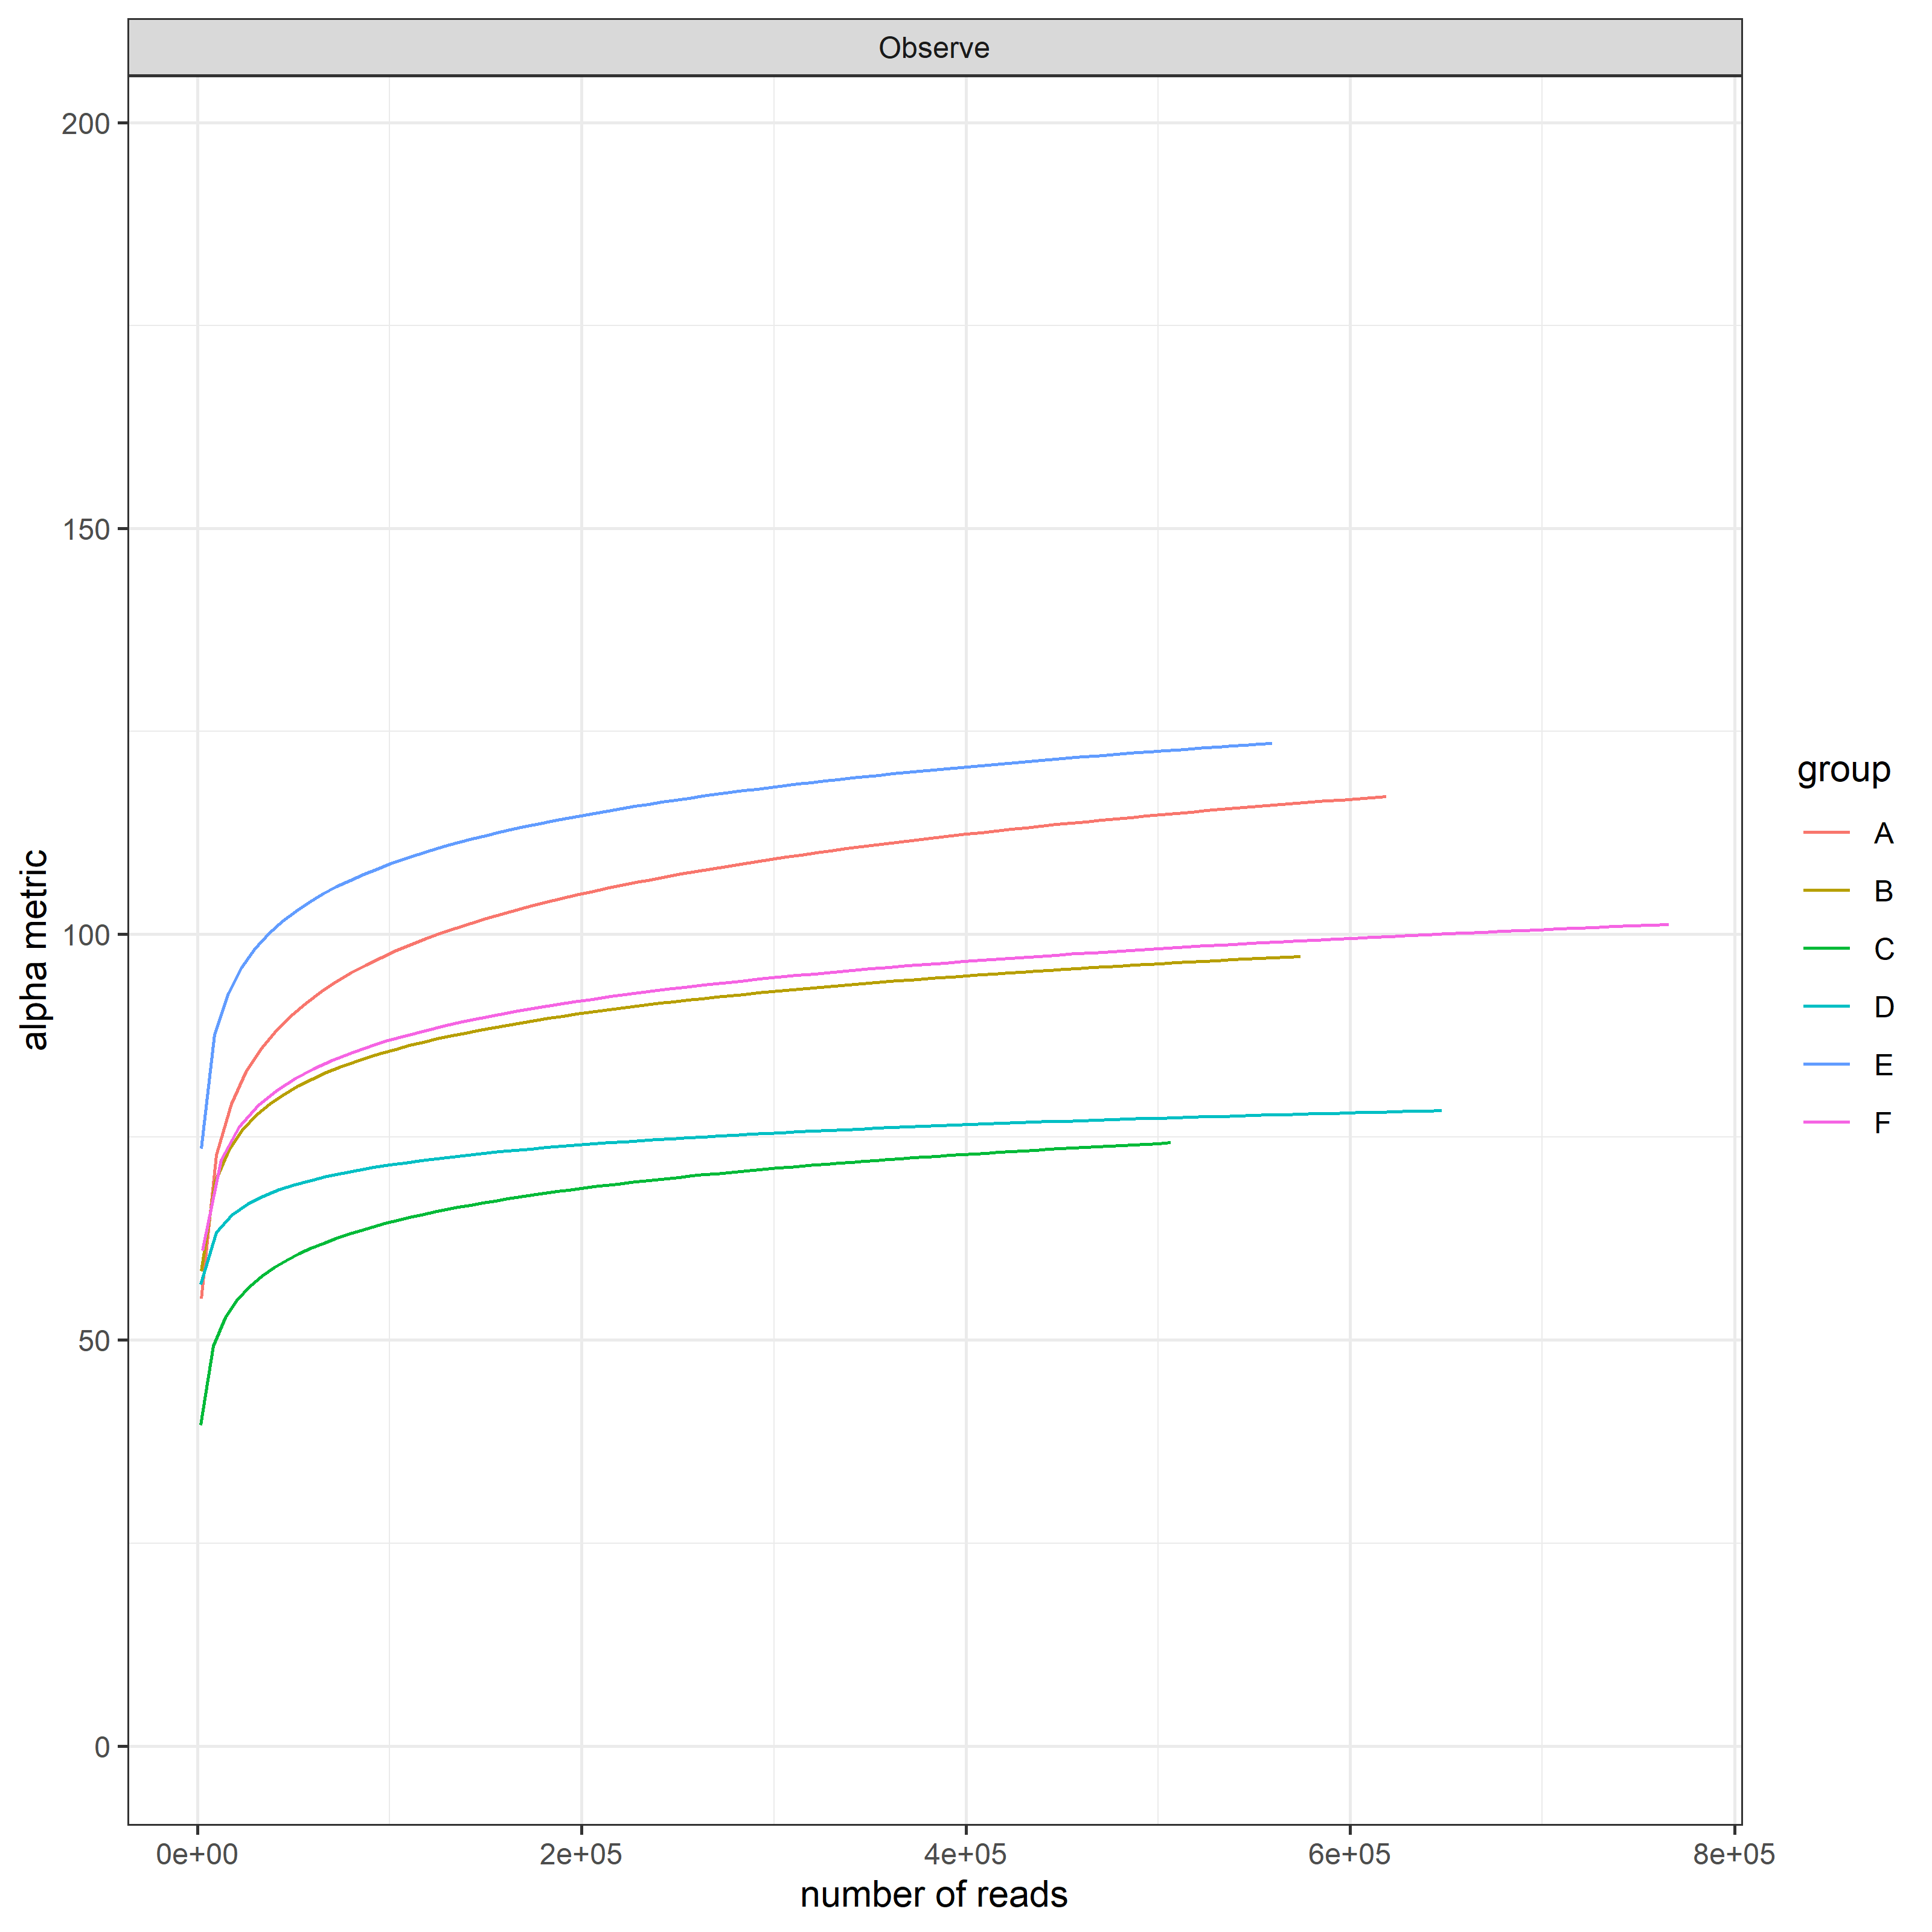 Observe
200
150
100
50
0
alpha metric
0e+00
2e+05
4e+05
6e+05
8e+05
number of reads
group
A
B
C
D
E
F